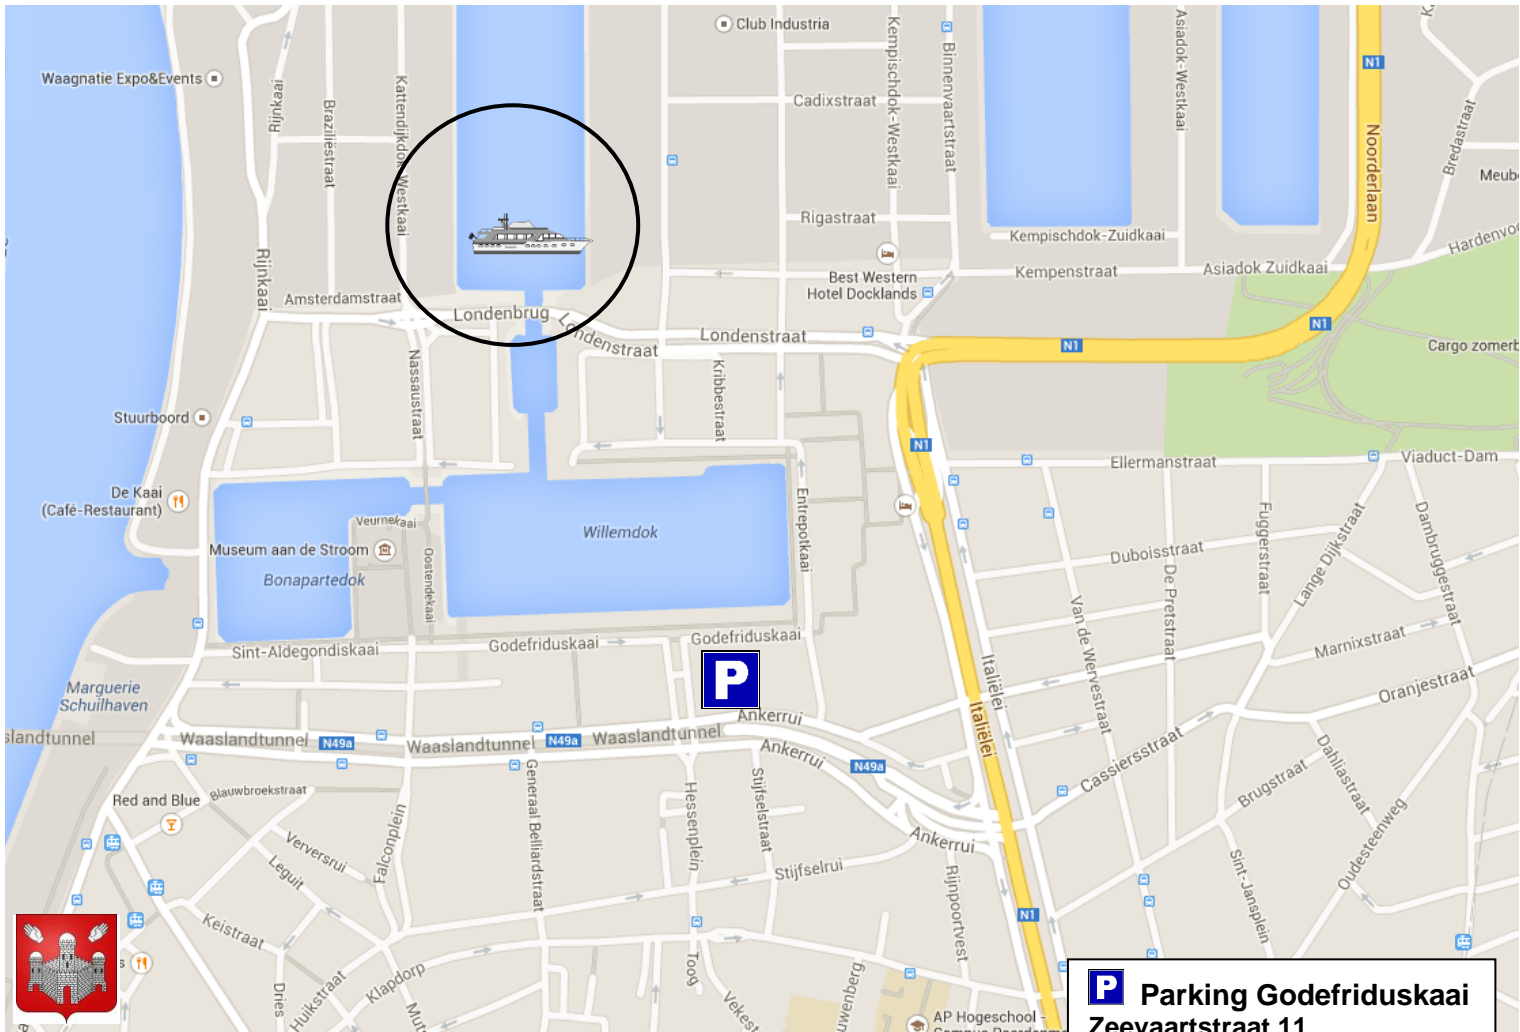 Club Industria
Waagnatie Expo&Events
Rijnkaai
Braziliëstraat
Kattendijkdok-Westkaai
Kempischdok-Westkaai
Binnenvaartstraat
Asiadok-Westkaai
N1
Noorderlaan
Bredastraat
Cadixstraat
Meub
Rigastraat
Kempischdok-Zuidkaai
Hardenvo
Rijnkaai
Best Western
Hotel Docklands
Kempenstraat
Asiadok Zuidkaai
Amsterdamstraat
Londenbrug
Londenstraat
Londenstraat
N1
N1
Cargo zomerb
Nassaustraat
Kribbestraat
Stuurboord
N1
Ellermanstraat
Viaduct-Dam
De Kaai
(Café-Restaurant)
Veurnekaai
Museum aan de Stroom
Bonapartedok
Oostendekaai
Willemdok
Entrepotkaai
Fuggerstraat
Lange Dijkstraat
Dambruggestraat
Duboisstraat
De Pretstraat
Van de Wervestraat
Sint-Aldegondiskaai
Godefriduskaai
Godefriduskaai
Marnixstraat
Italiëlei
Italiëlei
Oranjestraat
Marguerie
Schuilhaven
P
Ankerrui
slandtunnel
Waaslandtunnel
N49a
Waaslandtunnel
N49a
Waaslandtunnel
Ankerrui
N49a
Cassiersstraat
Dahliastraat
Brugstraat
Red and Blue
Blauwbroekstraat
Falconplein
Generaal Belliardstraat
Hessenplein
Stijfselstraat
Ankerrui
Oudesteenweg
Verversrui
Leguit
Stijfselrui
Rijnpoortvest
Sint-Jansplein
Keistraat
N1
s
Klapdorp
Toog
Dries
Huikstraat
Mut
Vekest
uwenberg
AP Hogeschool -
P Parking Godefriduskaai
Zeevaartstraat 11